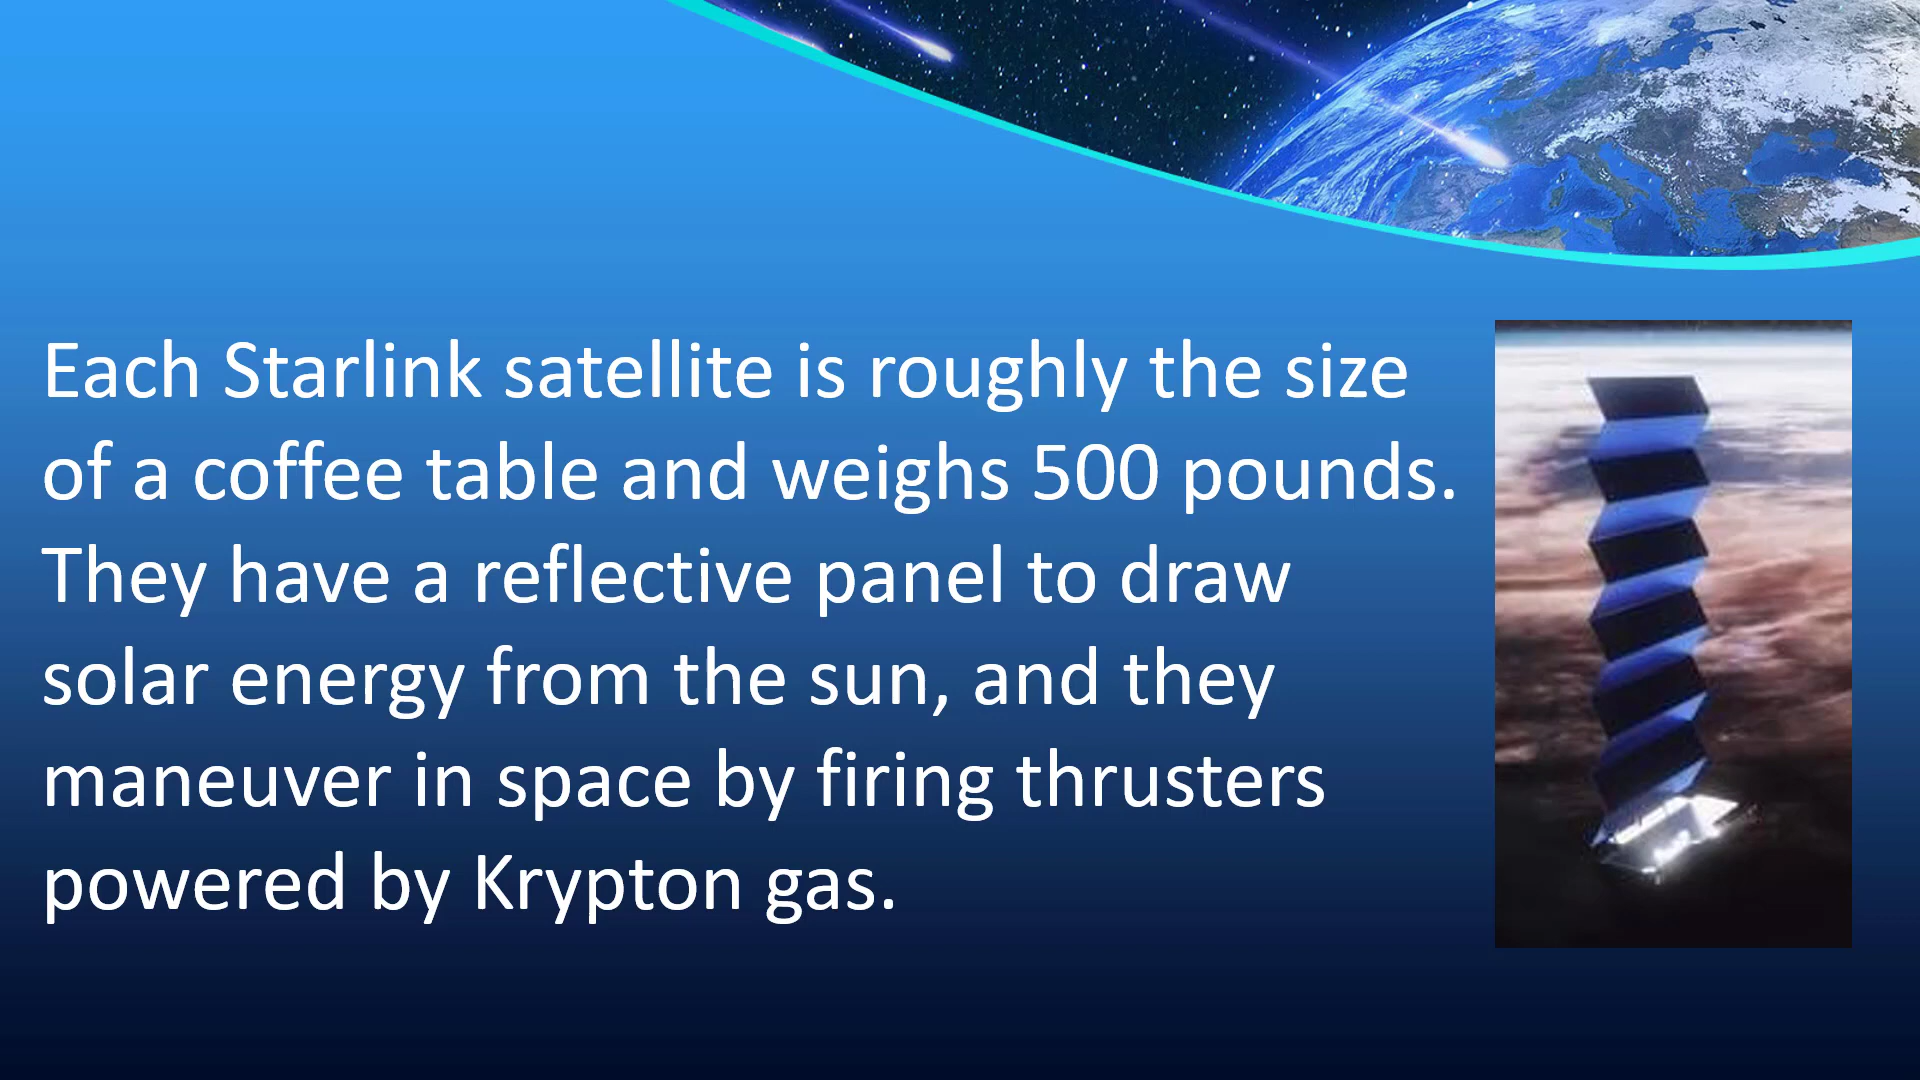 Each Starlink satellite is roughly the size
of a coffee table and weighs 500 pounds.
They have a reflective panel to draw
solar energy from the sun, and they
maneuver in space by firing thrusters
powered by Krypton gas.